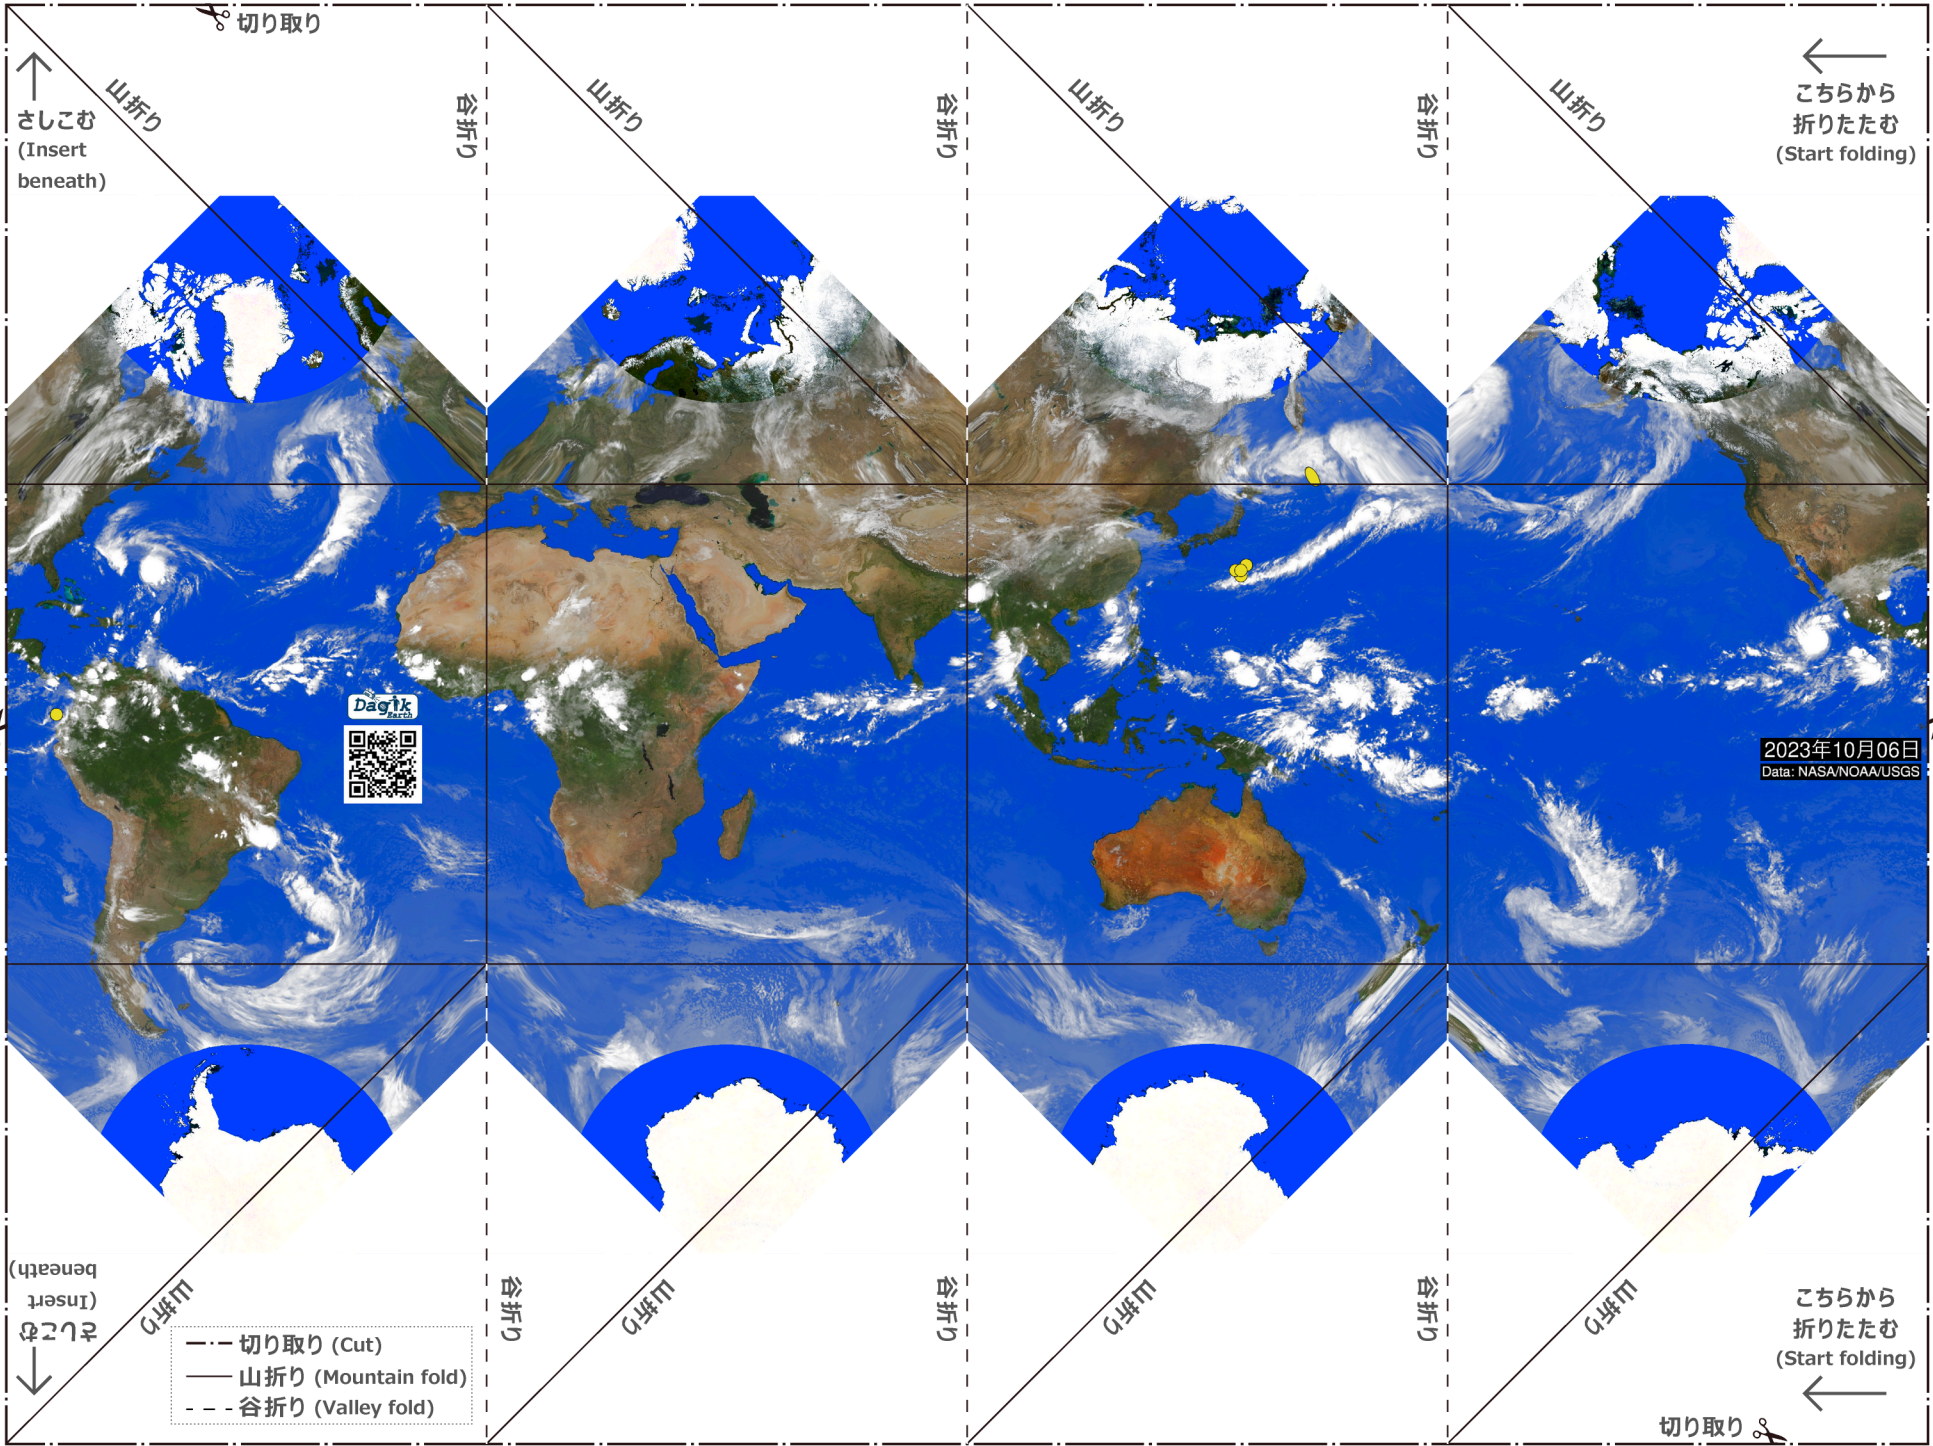 切り取り
山折り
谷折り
山折り
谷折り
山折り
谷折り
山折り
さしこむ
(Insert
beneath)
こちらから
折りたたむ
(Start folding)
Dagik
Earth
2023年10月06日
Data: NASA/NOAA/USGS
さしこむ
(Insert
beneath)
山折り
谷折り
山折り
谷折り
山折り
谷折り
山折り
切り取り (Cut)
山折り (Mountain fold)
谷折り (Valley fold)
こちらから
折りたたむ
(Start folding)
切り取り